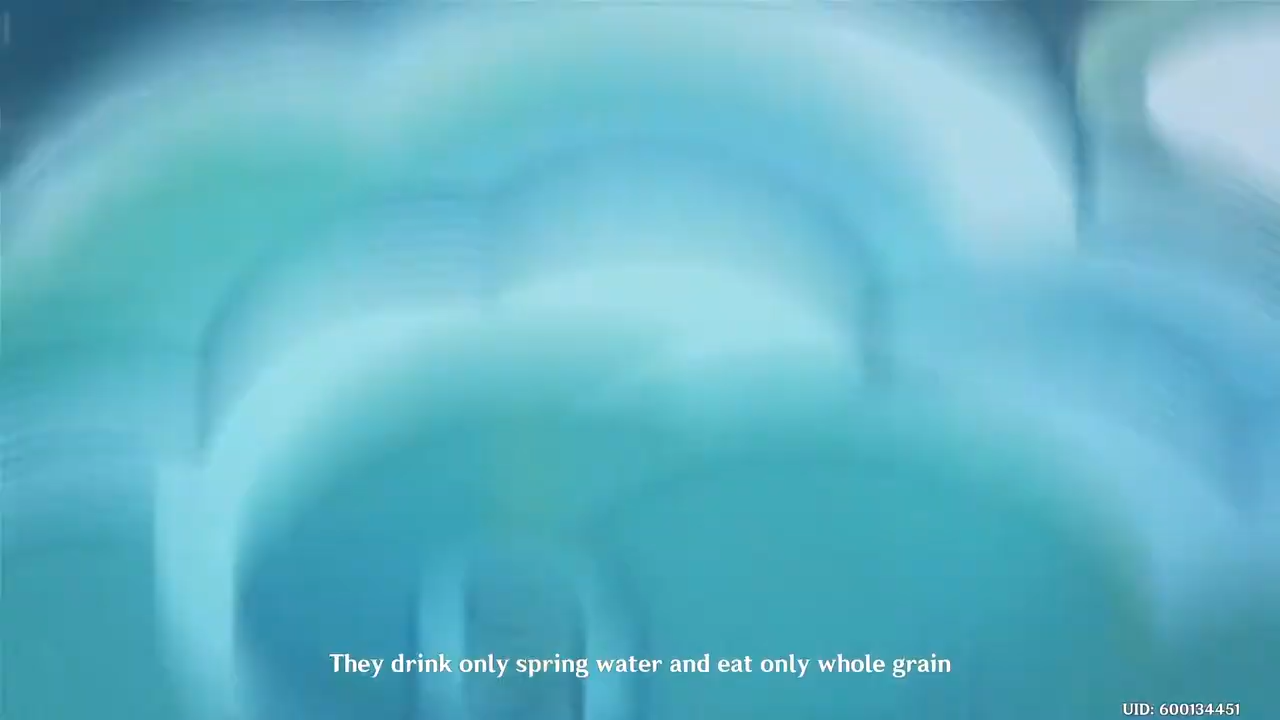 They drink only spring water and eat only whole grain
UID: 600134451